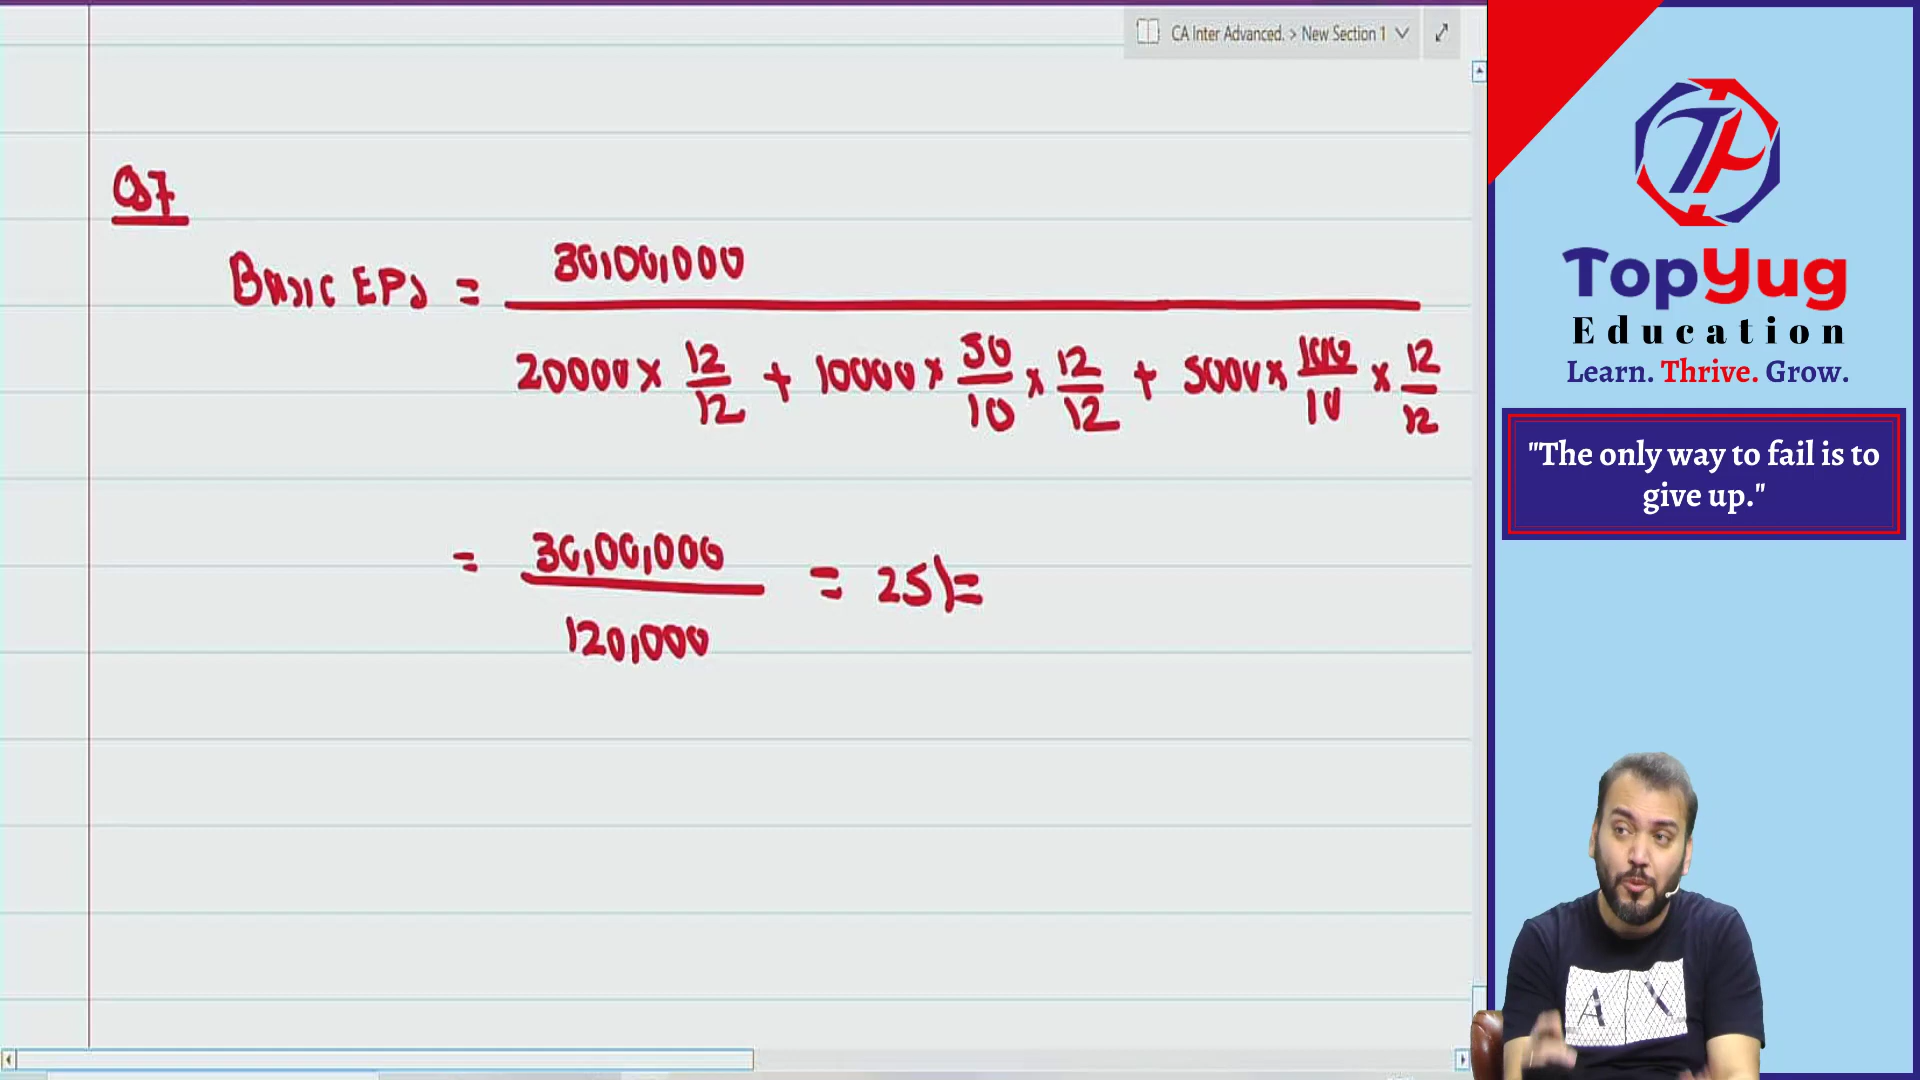 CA Inter Advanced. > New Section 1
Q7
Basic EPS = 30,00,000
20000 × 12/12 + 10000 × 50/10 × 12/12 + 5000 × 100/10 × 12/12
= 30,00,000 / 120,000 = 25/=
TopYug
Education
Learn. Thrive. Grow.
"The only way to fail is to
give up."
A X